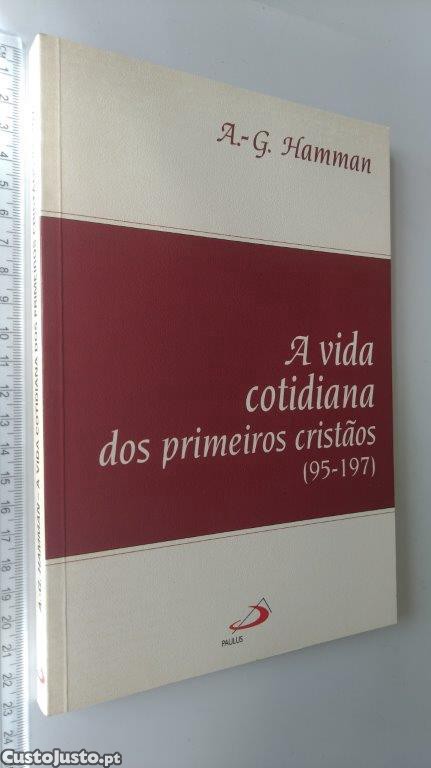 A.-G. Hamman
A vida
cotidiana
dos primeiros cristãos
(95-197)
PAULUS
A.-G. HAMMAN - A VIDA COTIDIANA DOS PRIMEIROS CRISTÃOS
CustoJusto.pt